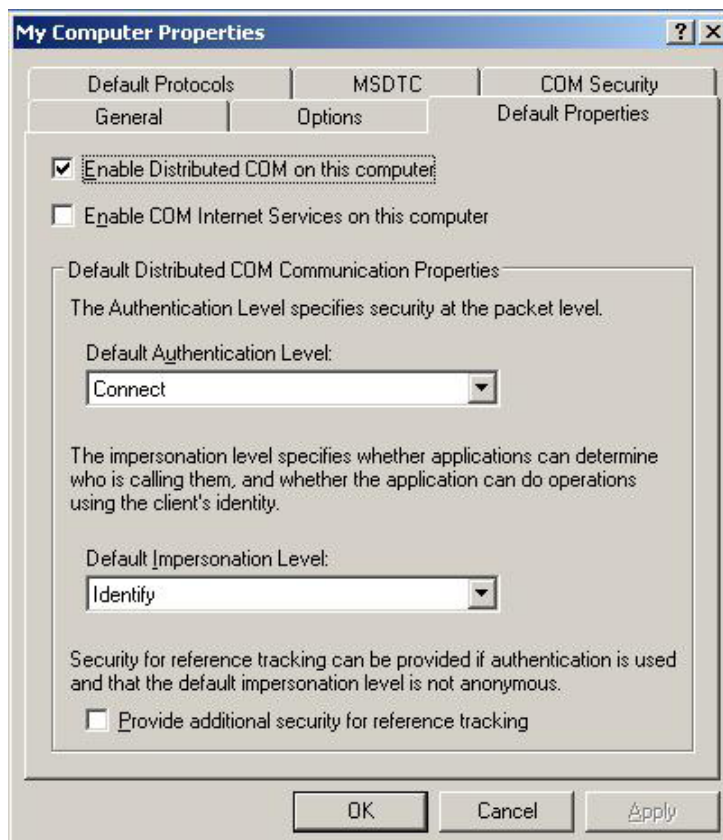 My Computer Properties
Default Protocols MSDTC COM Security
General Options Default Properties
Enable Distributed COM on this computer
Enable COM Internet Services on this computer
Default Distributed COM Communication Properties
The Authentication Level specifies security at the packet level.
Default Authentication Level:
Connect
The impersonation level specifies whether applications can determine
who is calling them, and whether the application can do operations
using the client's identity.
Default Impersonation Level:
Identify
Security for reference tracking can be provided if authentication is used
and that the default impersonation level is not anonymous.
Provide additional security for reference tracking
OK Cancel Apply